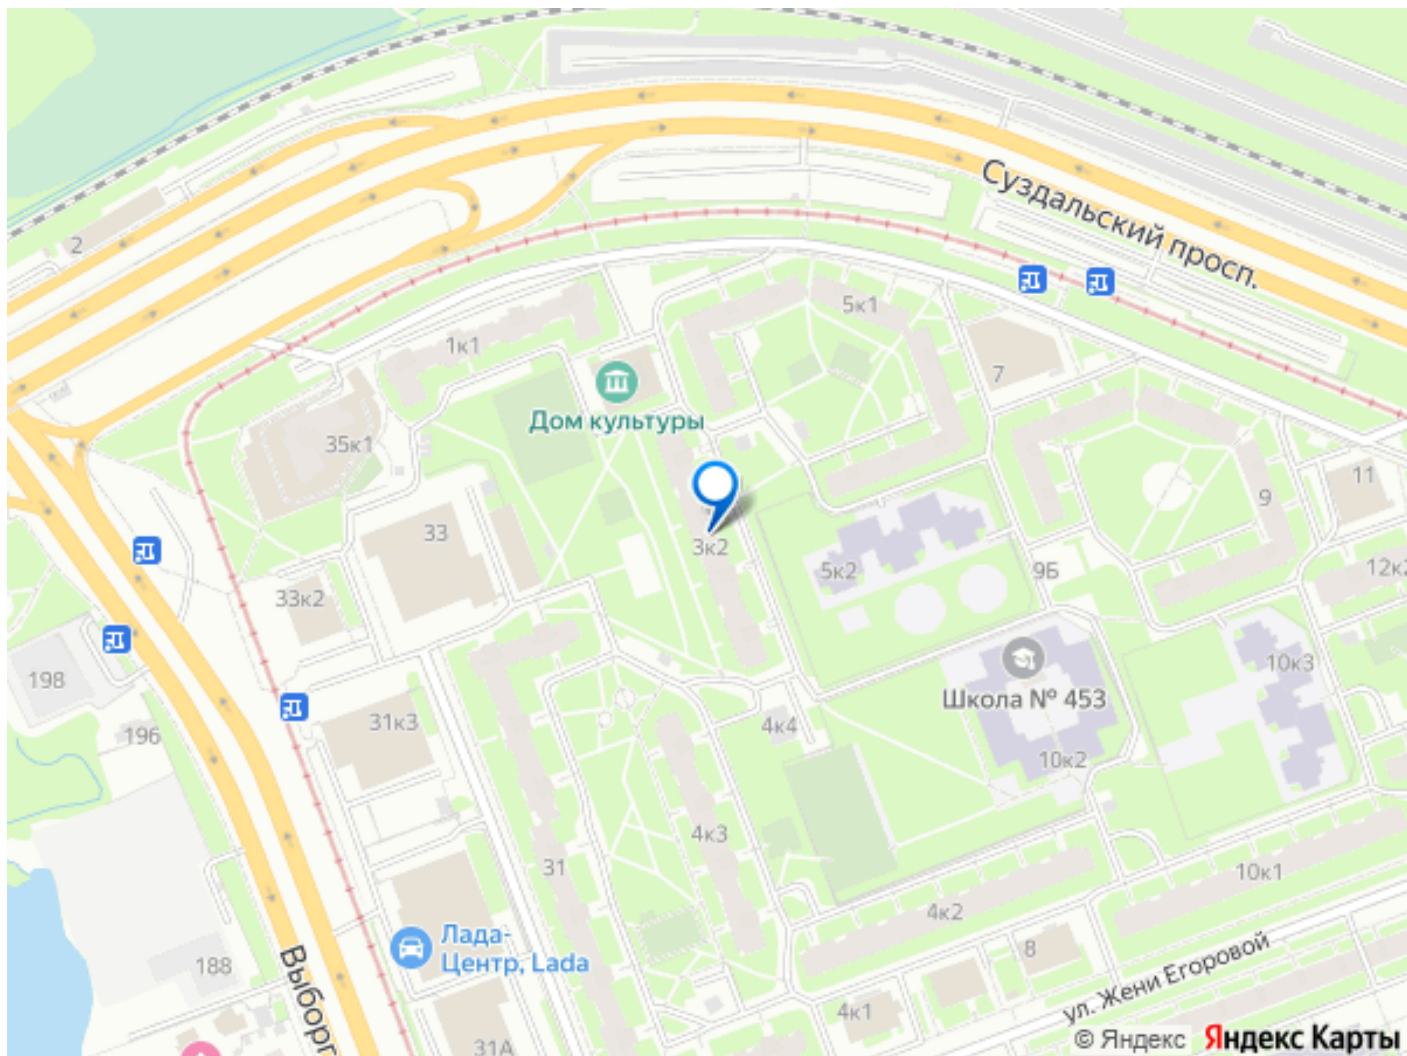 Суздальский просп.
2
5к1
1к1
7
Дом культуры
35к1
11
9
33
3к2
12к2
5к2
9Б
33к2
10к3
198
Школа № 453
31к3
4к4
196
10к2
4к3
31
10к1
4к2
Лада-
Центр, Lada
8
188
Выборг
ул. Жени Егоровой
4к1
31А
© Яндекс Яндекс Карты